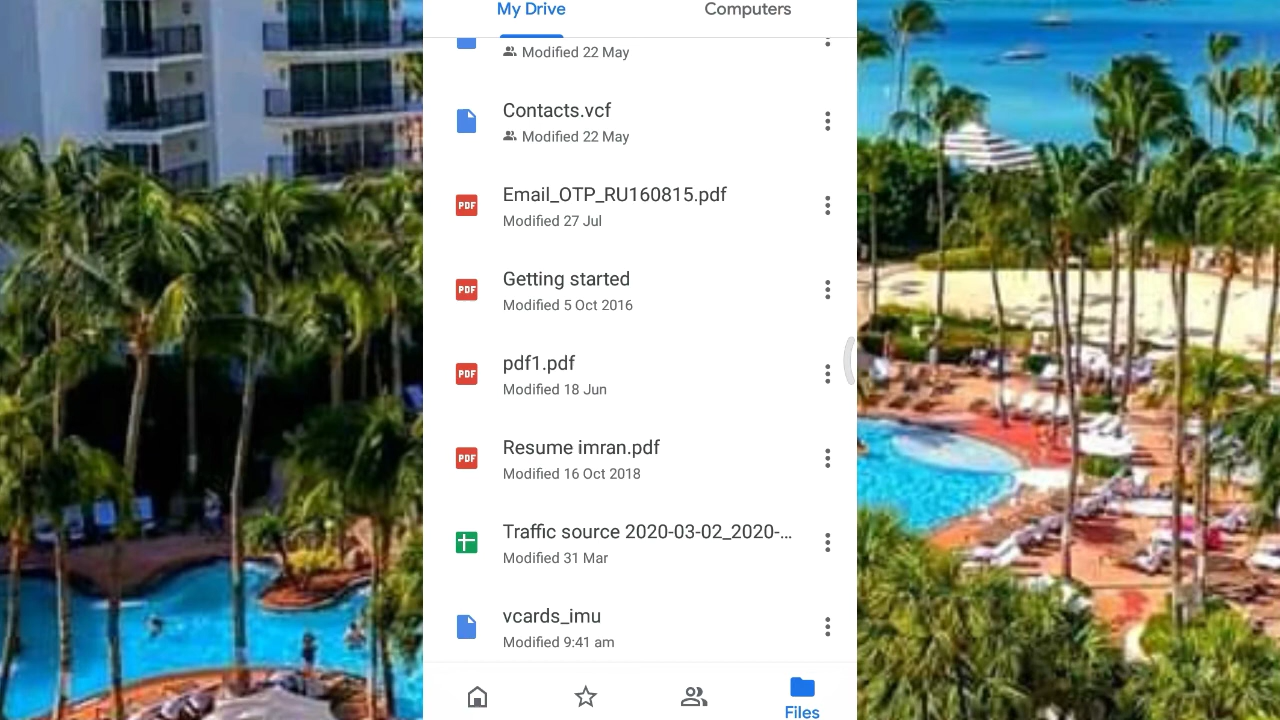 My Drive
Computers
Modified 22 May
Contacts.vcf
Modified 22 May
PDF
Email_OTP_RU160815.pdf
Modified 27 Jul
PDF
Getting started
Modified 5 Oct 2016
PDF
pdf1.pdf
Modified 18 Jun
PDF
Resume imran.pdf
Modified 16 Oct 2018
Traffic source 2020-03-02_2020-...
Modified 31 Mar
vcards_imu
Modified 9:41 am
Files